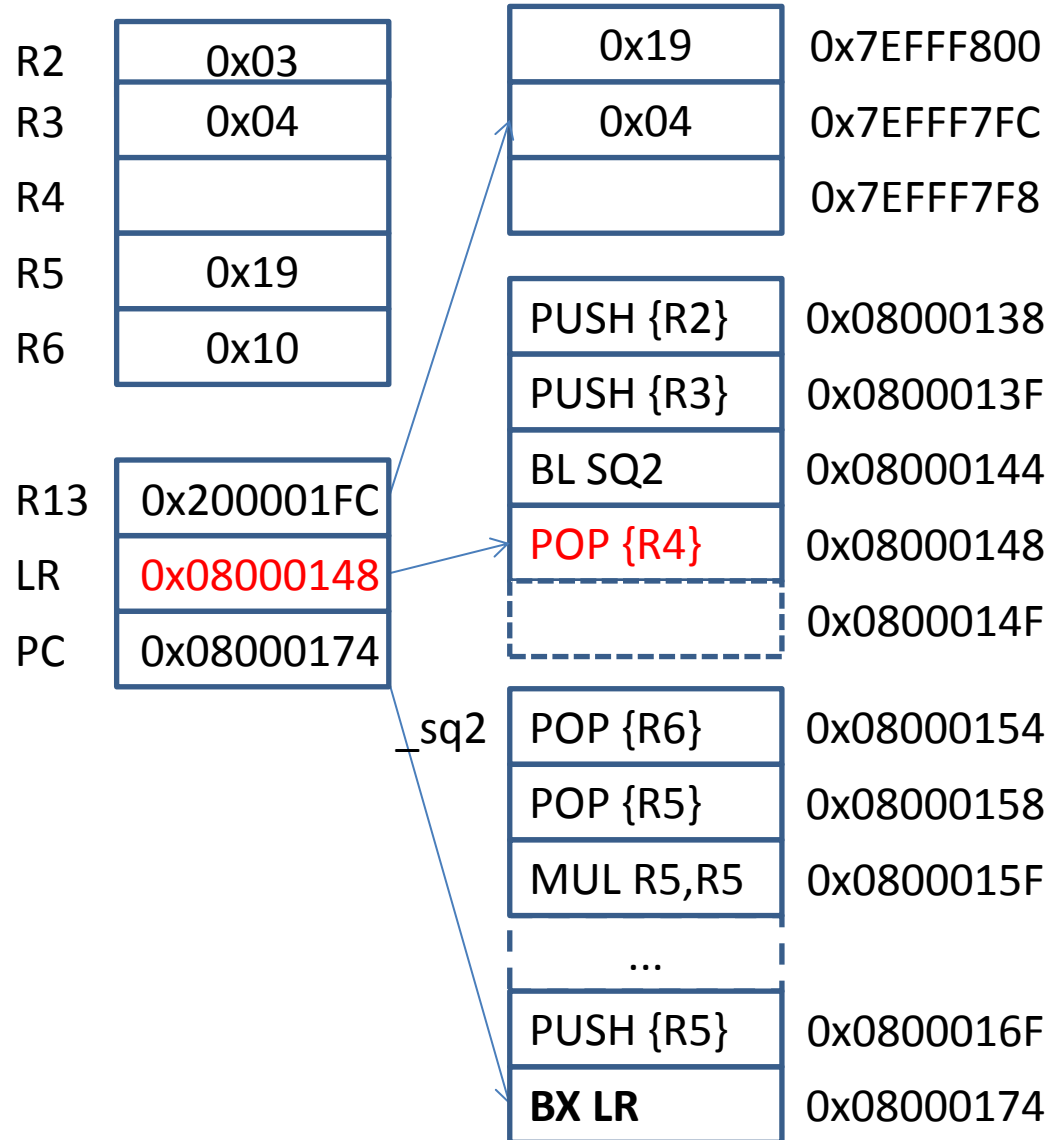 R2 0x03
R3 0x04
R4
R5 0x19
R6 0x10
R13 0x200001FC
LR 0x08000148
PC 0x08000174
0x19 0x7EFFF800
0x04 0x7EFFF7FC
0x7EFFF7F8
PUSH {R2} 0x08000138
PUSH {R3} 0x0800013F
BL SQ2 0x08000144
POP {R4} 0x08000148
0x0800014F
_sq2 POP {R6} 0x08000154
POP {R5} 0x08000158
MUL R5,R5 0x0800015F
...
PUSH {R5} 0x0800016F
BX LR 0x08000174